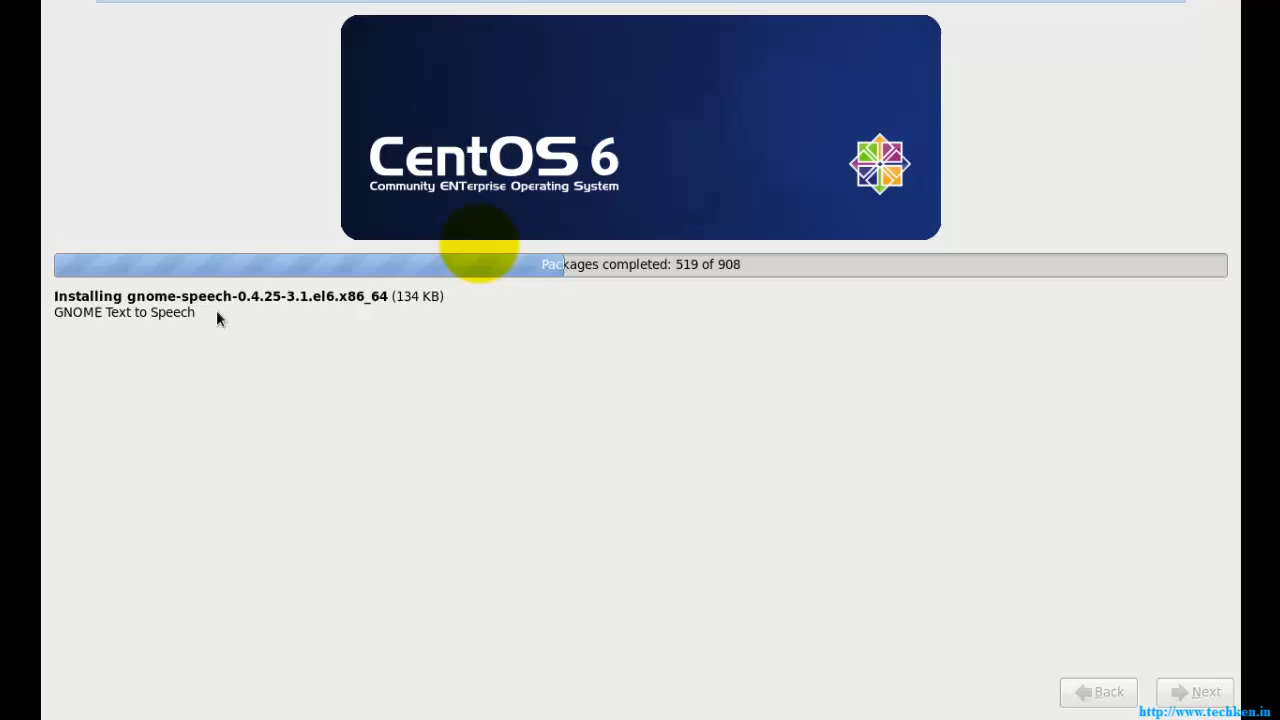 CentOS 6
Community ENTerprise Operating System
Packages completed: 519 of 908
Installing gnome-speech-0.4.25-3.1.el6.x86_64 (134 KB)
GNOME Text to Speech
Back
Next
http://www.techken.in